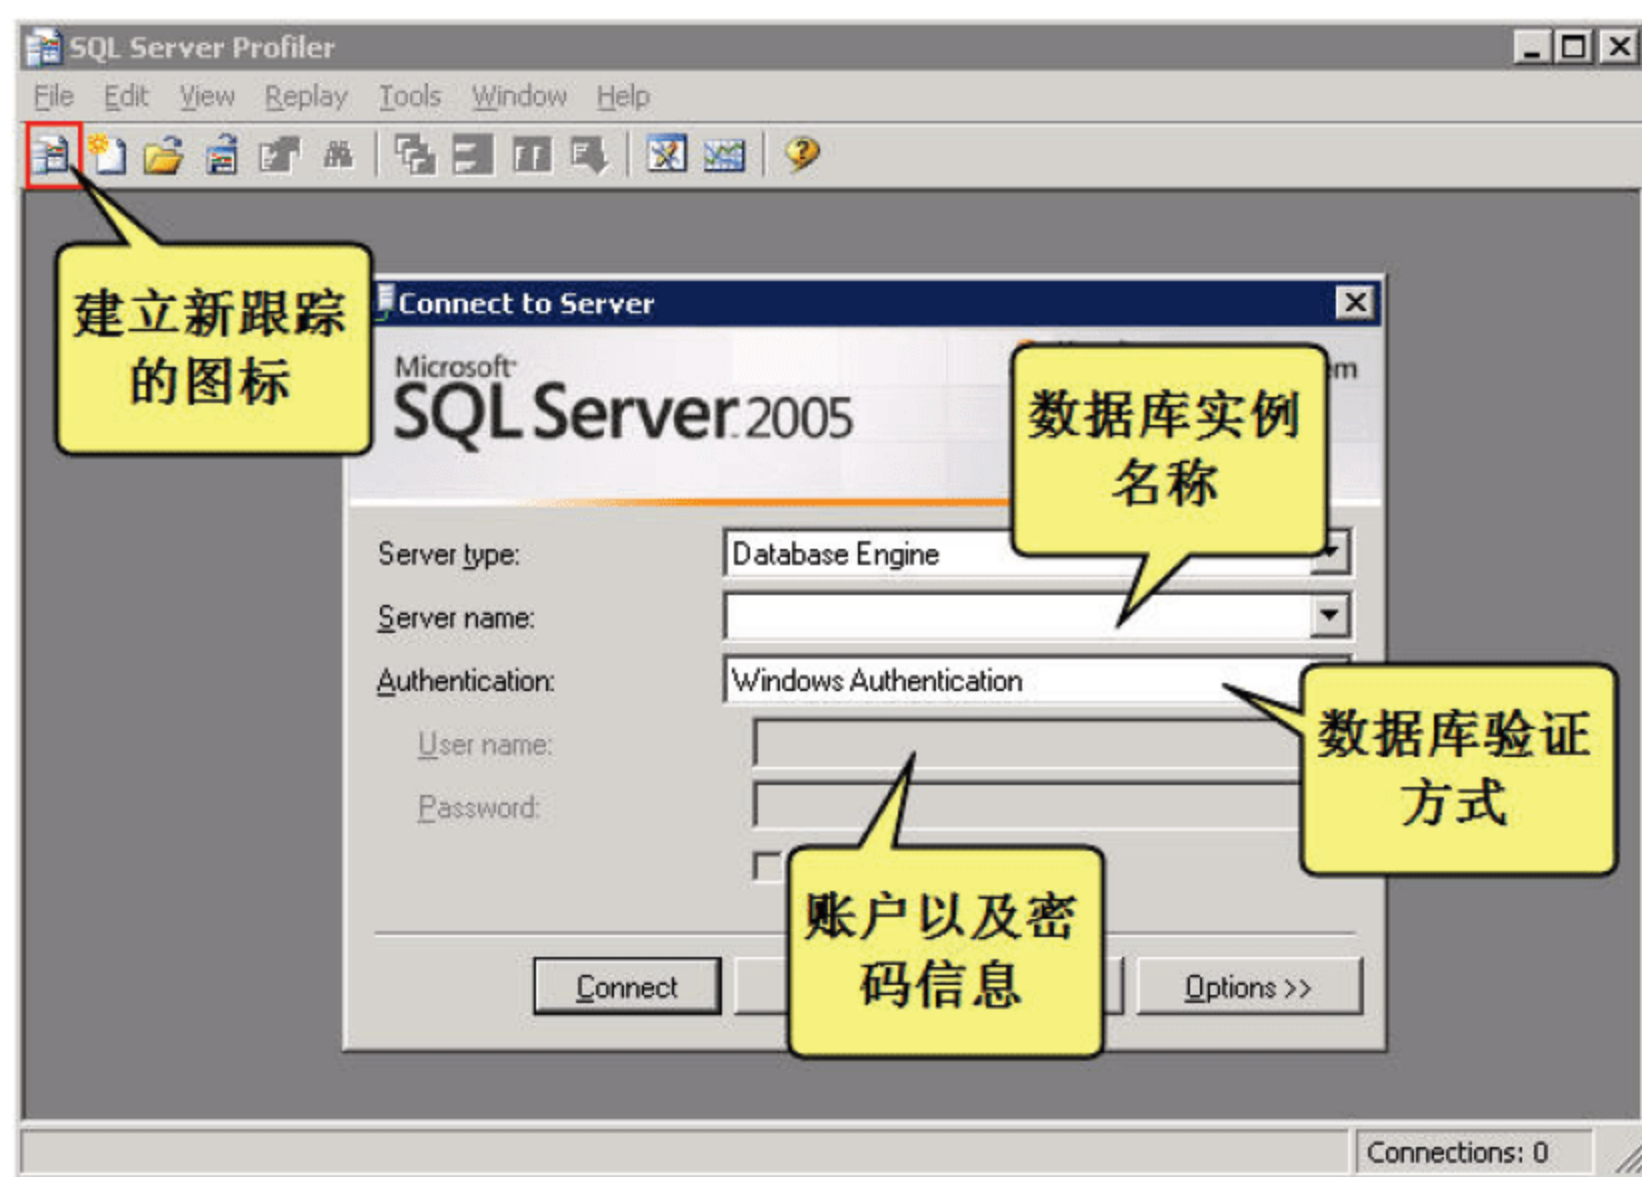 SQL Server Profiler
File Edit View Replay Tools Window Help
建立新跟踪
的图标
Connect to Server
Microsoft
SQL Server 2005
数据库实例
名称
Server type: Database Engine
Server name:
Authentication: Windows Authentication
数据库验证
方式
User name:
Password:
账户以及密
码信息
Connect
Options >>
Connections: 0